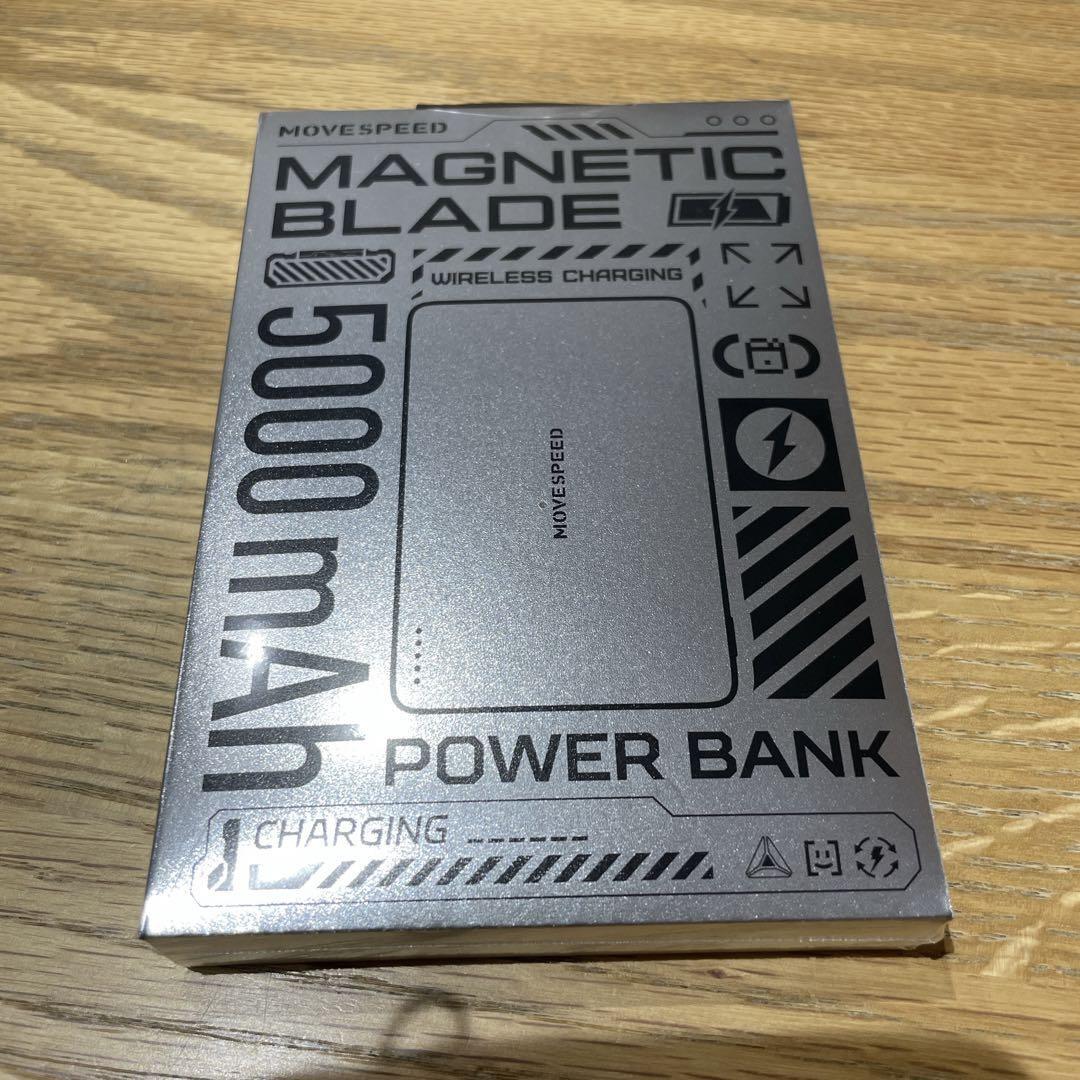 MOVESPEED
MAGNETIC
BLADE
WIRELESS CHARGING
5000mAh
MOVESPEED
POWER BANK
CHARGING